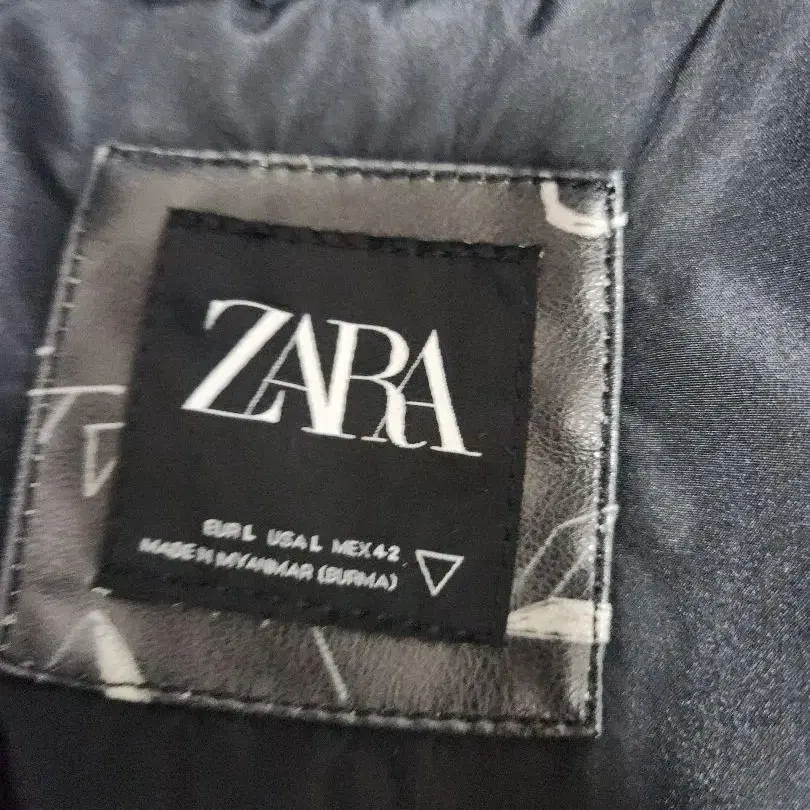 ZARA
EUR L USA L MEX 42
MADE IN MYANMAR (BURMA)